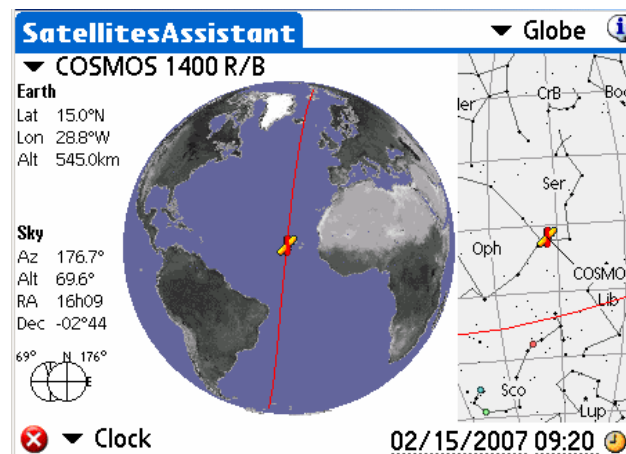 SatellitesAssistant
Globe
COSMOS 1400 R/B
Earth
Lat 15.0°N
Lon 28.8°W
Alt 545.0km
Sky
Az 176.7°
Alt 69.6°
RA 16h09
Dec -02°44
69° N 176°
E
Clock
02/15/2007 09:20
ler
CrB
Boo
Ser
Oph
COSMO
Lib
Sco
Lup